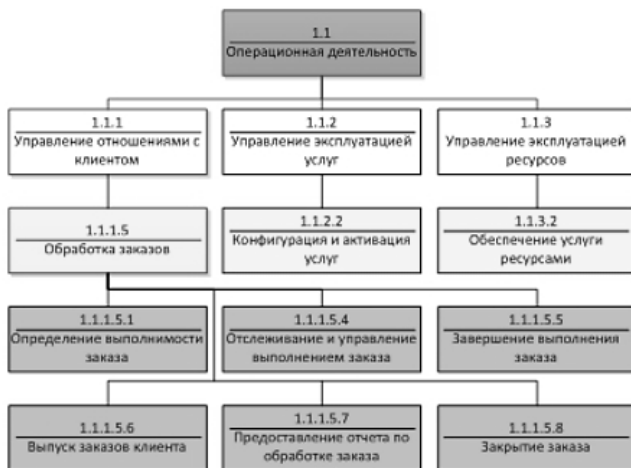 1.1
Операционная деятельность
1.1.1
Управление отношениями с
клиентом
1.1.2
Управление эксплуатацией
услуг
1.1.3
Управление эксплуатацией
ресурсов
1.1.1.5
Обработка заказов
1.1.2.2
Конфигурация и активация
услуг
1.1.3.2
Обеспечение услуги
ресурсами
1.1.1.5.1
Определение выполнимости
заказа
1.1.1.5.4
Отслеживание и управление
выполнением заказа
1.1.1.5.5
Завершение выполнения
заказа
1.1.1.5.6
Выпуск заказов клиента
1.1.1.5.7
Предоставление отчета по
обработке заказа
1.1.1.5.8
Закрытие заказа